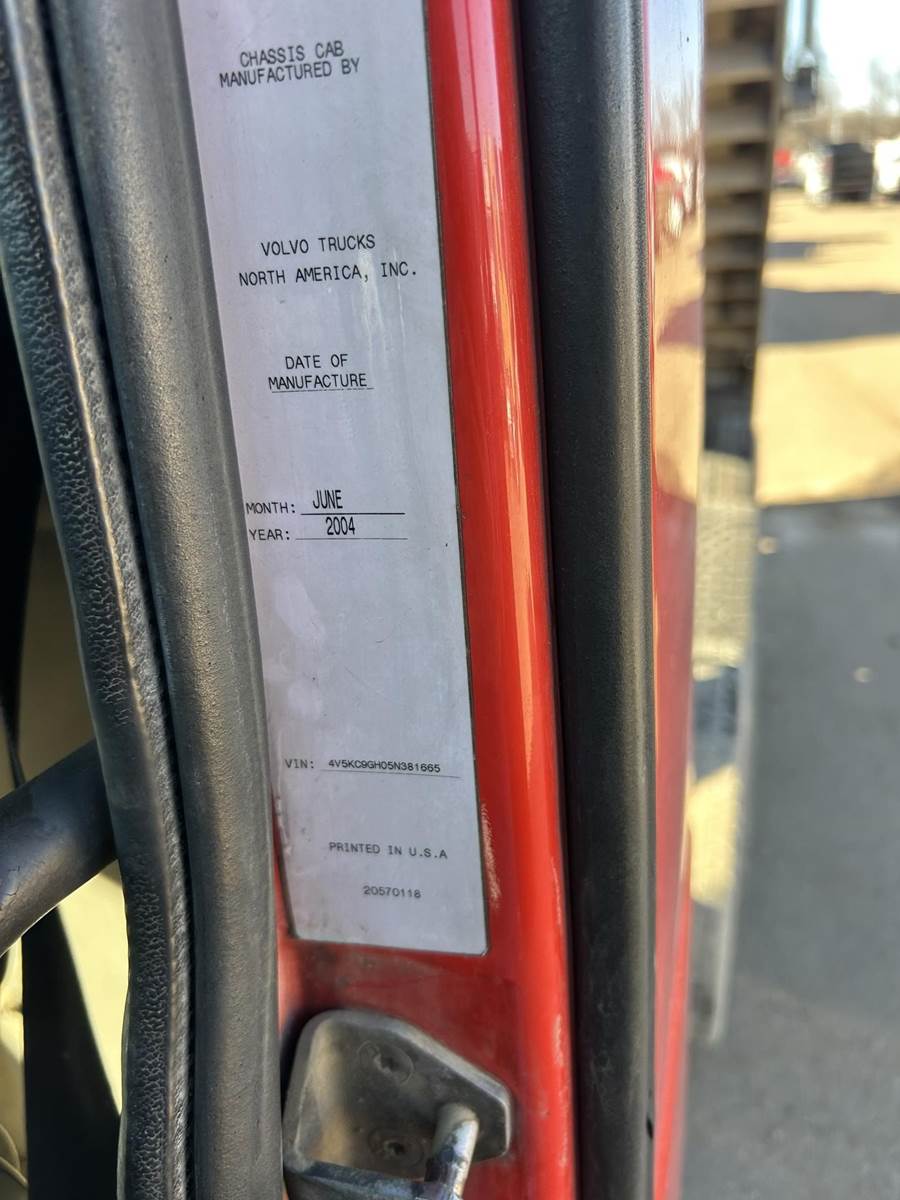 CHASSIS CAB
MANUFACTURED BY
VOLVO TRUCKS
NORTH AMERICA, INC.
DATE OF
MANUFACTURE
MONTH: JUNE
YEAR: 2004
VIN: 4V5KC9GH05N381665
PRINTED IN U.S.A
20570118